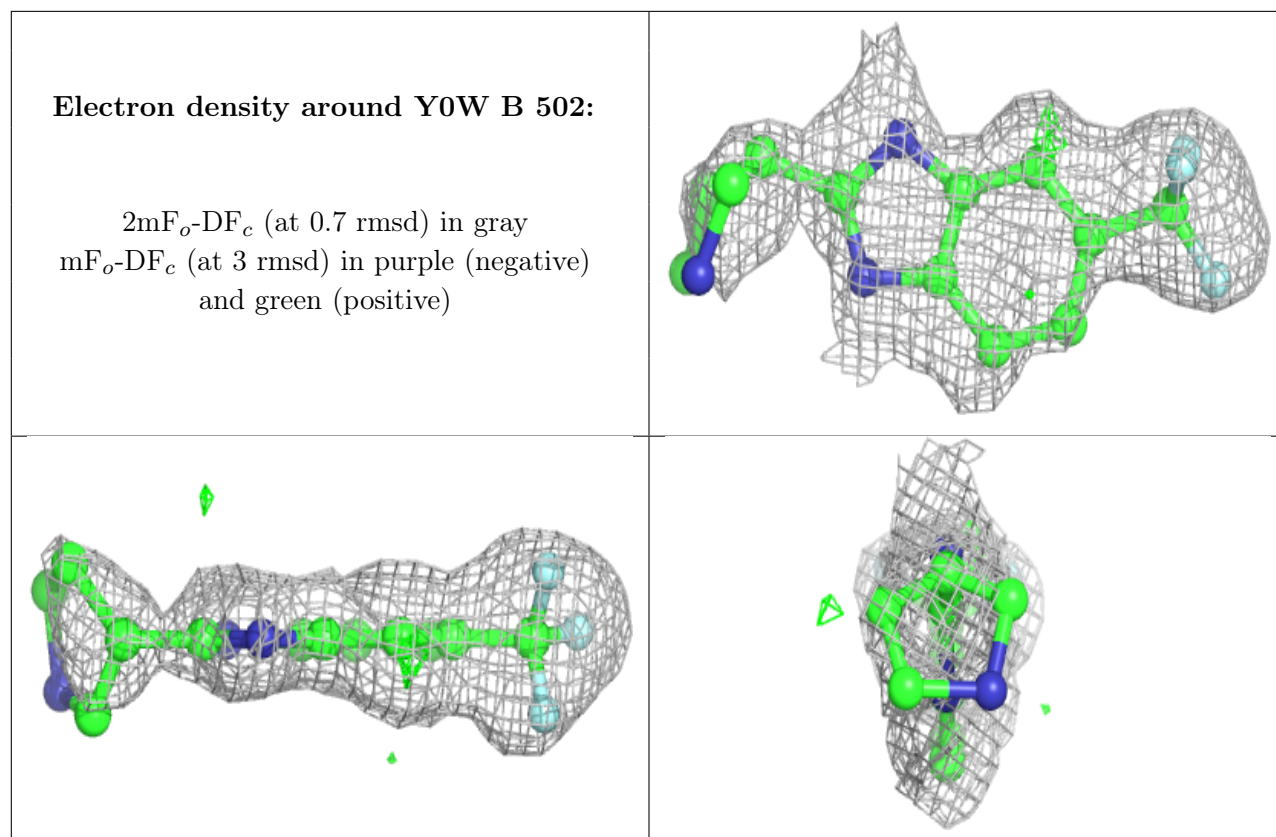 Electron density around Y0W B 502:
2mFo-DFc (at 0.7 rmsd) in gray
mFo-DFc (at 3 rmsd) in purple (negative)
and green (positive)